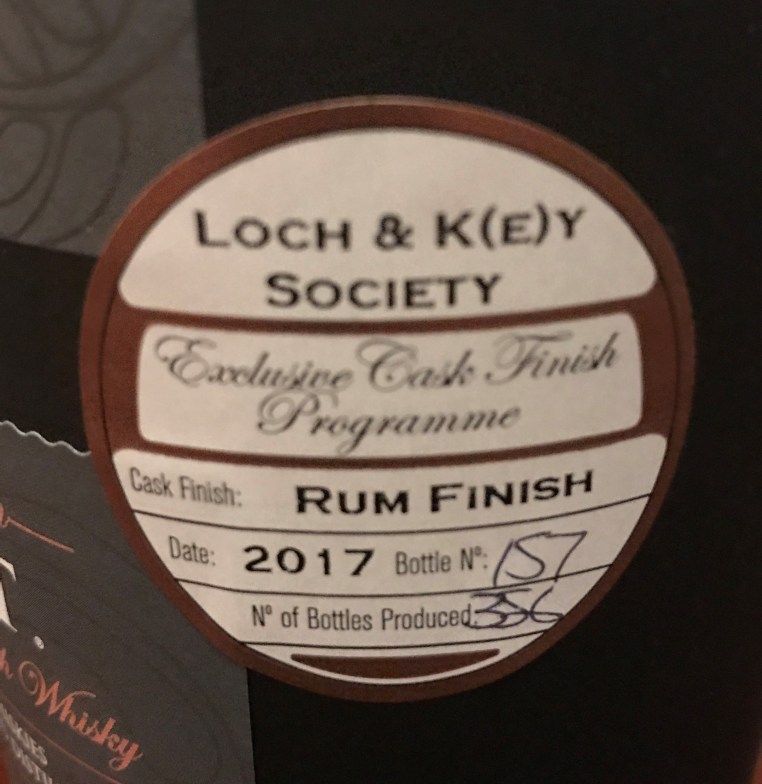 LOCH & K(E)Y
SOCIETY
Exclusive Cask Finish
Programme
Cask Finish: RUM FINISH
Date: 2017 Bottle Nº: 157
Nº of Bottles Produced: 356
Whisky